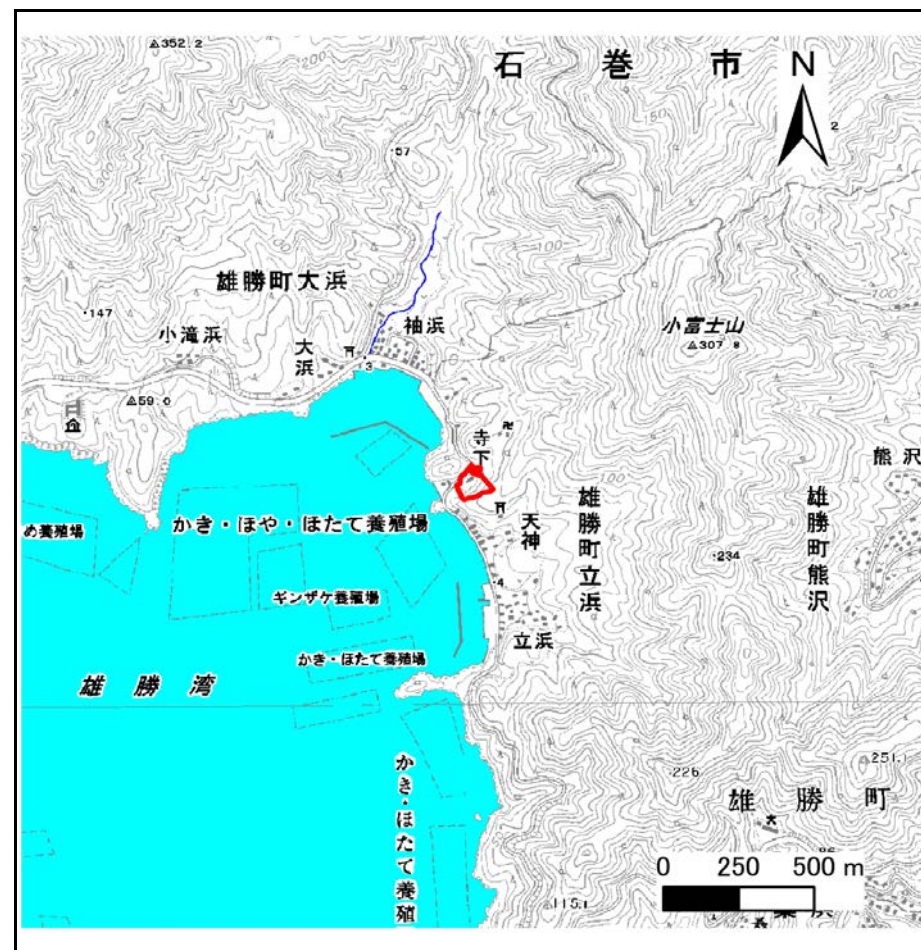 352.2
石巻市
N
2
200
150
57
100
雄勝町大浜
147
小滝浜
大浜
袖浜
3
小富士山
307.8
59.0
寺下
熊沢
100
かき・ほや・ほたて養殖場
め養殖場
天神
雄勝町立浜
雄勝町熊沢
234
ギンザケ養殖場
4
立浜
かき・ほたて養殖場
雄勝湾
かき・ほたて養殖
226
251.1
雄勝町
0 250 500 m
115.1